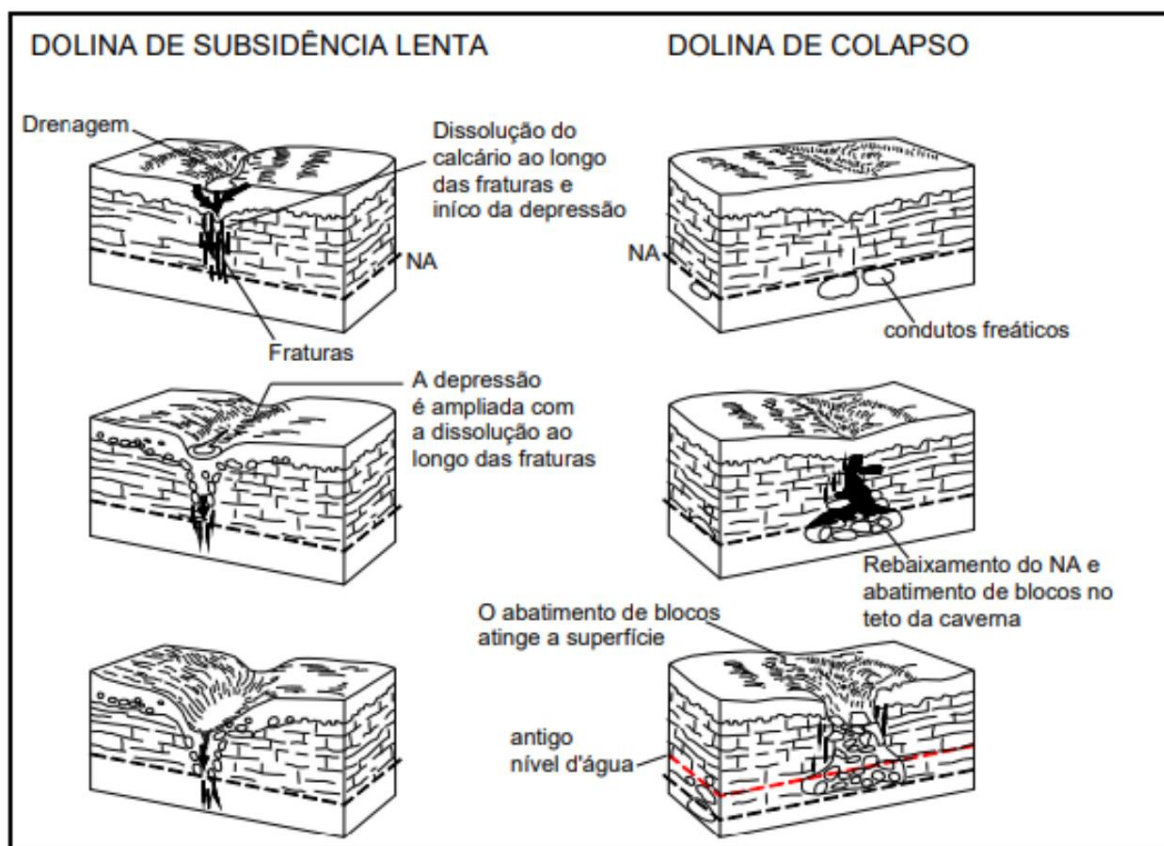 DOLINA DE SUBSIDÊNCIA LENTA
DOLINA DE COLAPSO
Drenagem
Dissolução do
calcário ao longo
das fraturas e
iníco da depressão
NA
Fraturas
NA
condutos freáticos
A depressão
é ampliada com
a dissolução ao
longo das fraturas
Rebaixamento do NA e
abatimento de blocos no
teto da caverna
O abatimento de blocos
atinge a superfície
antigo
nível d'água